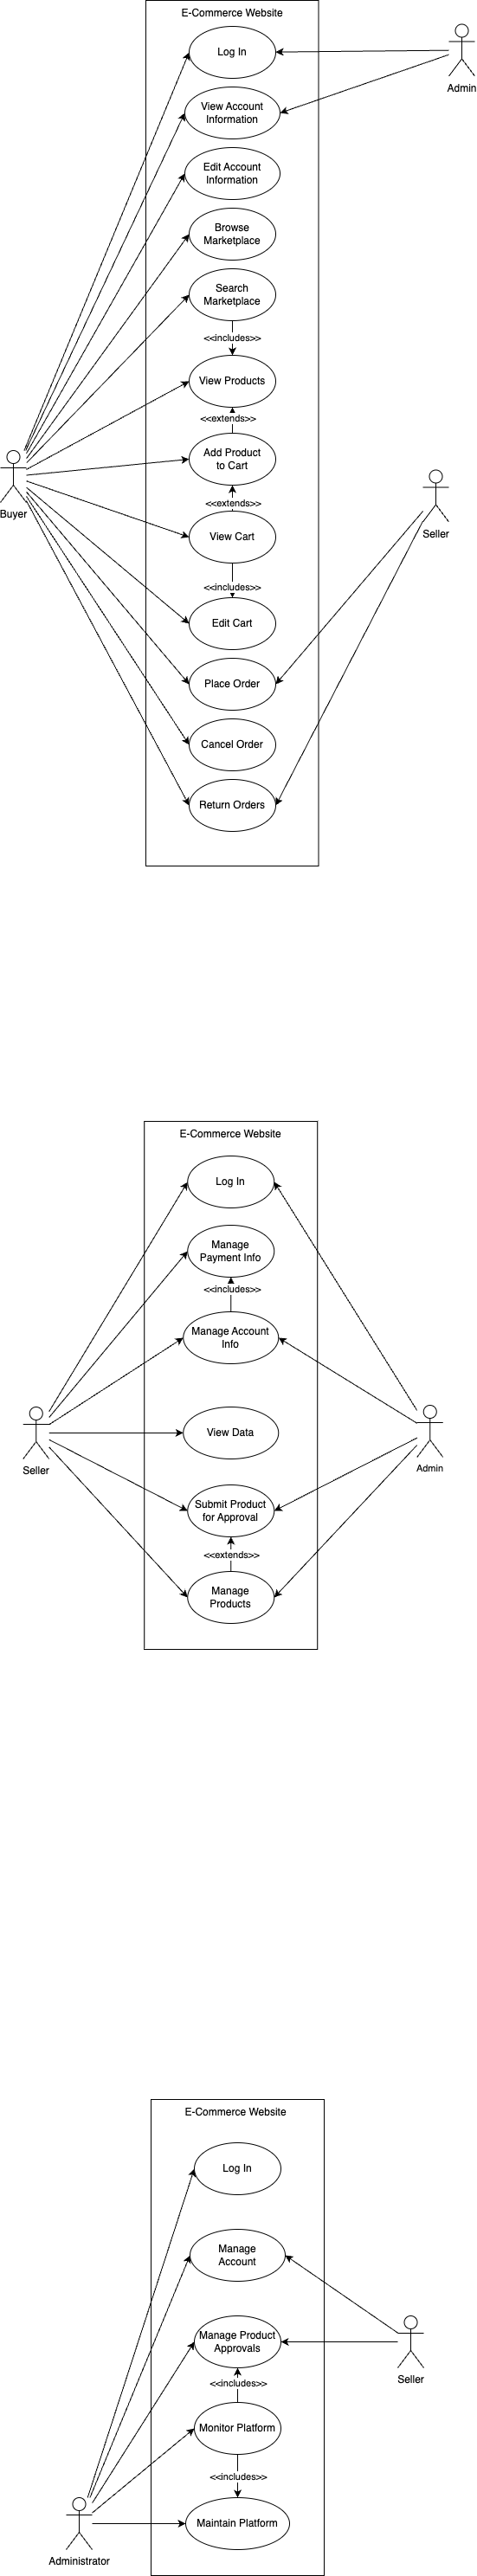 E-Commerce Website
Log In
Admin
View Account
Information
Edit Account
Information
Browse
Marketplace
Search
Marketplace
<<includes>>
View Products
<<extends>>
Add Product
to Cart
Buyer
<<extends>>
Seller
View Cart
<<includes>>
Edit Cart
Place Order
Cancel Order
Return Orders
E-Commerce Website
Log In
Manage
Payment Info
<<includes>>
Manage Account
Info
View Data
Seller
Admin
Submit Product
for Approval
<<extends>>
Manage
Products
E-Commerce Website
Log In
Manage
Account
Manage Product
Approvals
Seller
<<includes>>
Monitor Platform
<<includes>>
Maintain Platform
Administrator